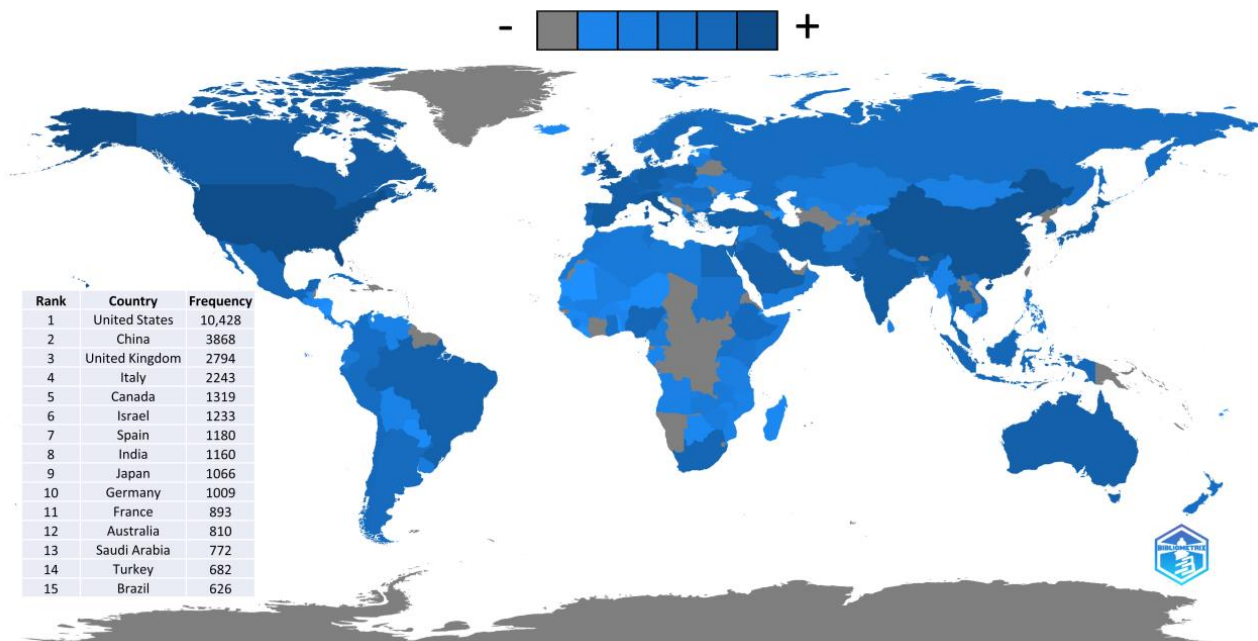 - +
Rank Country Frequency
1 United States 10,428
2 China 3868
3 United Kingdom 2794
4 Italy 2243
5 Canada 1319
6 Israel 1233
7 Spain 1180
8 India 1160
9 Japan 1066
10 Germany 1009
11 France 893
12 Australia 810
13 Saudi Arabia 772
14 Turkey 682
15 Brazil 626
BIBLIOMETRIX